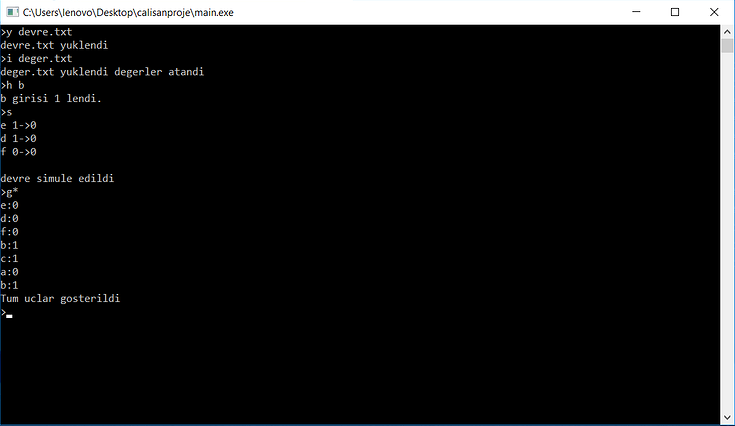 C:\Users\lenovo\Desktop\calisanproje\main.exe
>y devre.txt
devre.txt yuklendi
>i deger.txt
deger.txt yuklendi degerler atandi
>h b
b girisi 1 lendi.
>s
e 1->0
d 1->0
f 0->0
devre simule edildi
>g*
e:0
d:0
f:0
b:1
c:1
a:0
b:1
Tum uclar gosterildi
>